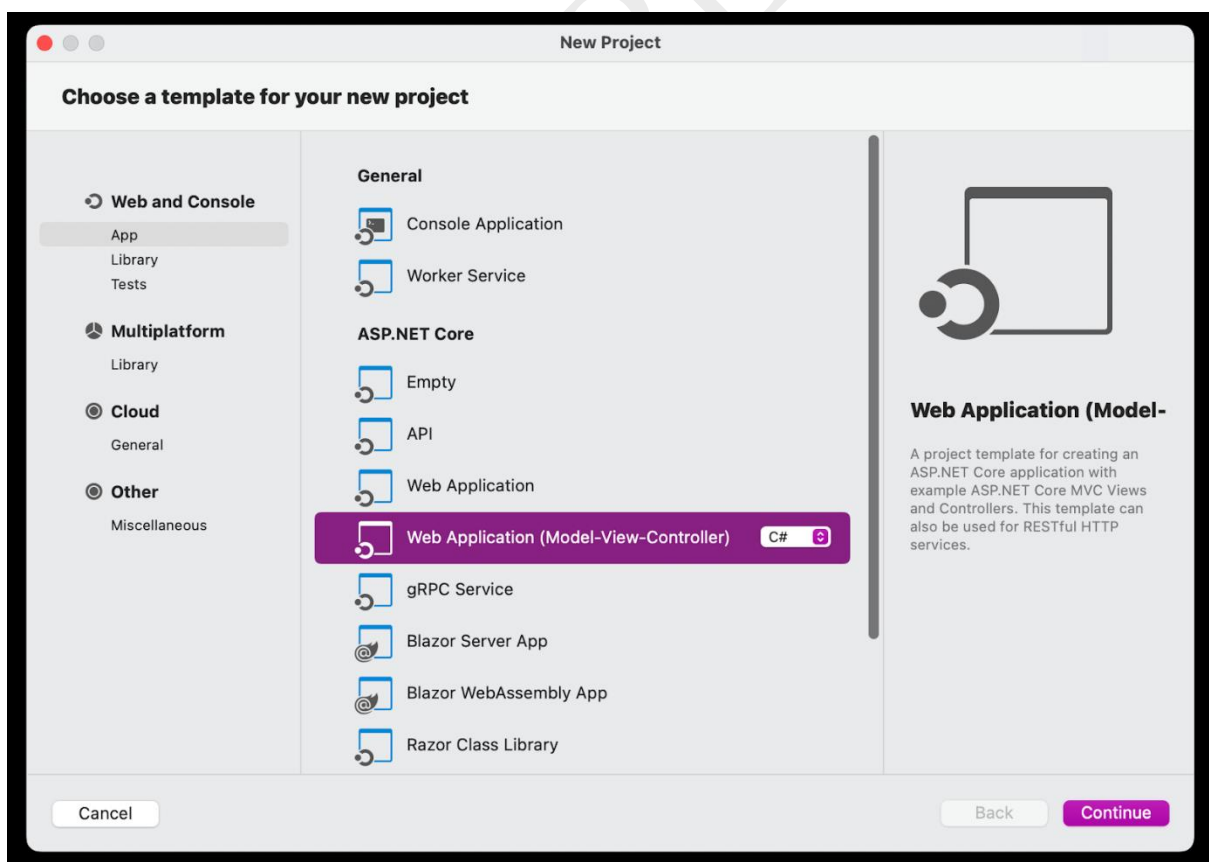 New Project
Choose a template for your new project
Web and Console
App
Library
Tests
Multiplatform
Library
Cloud
General
Other
Miscellaneous
General
Console Application
Worker Service
ASP.NET Core
Empty
API
Web Application
Web Application (Model-View-Controller) C#
gRPC Service
Blazor Server App
Blazor WebAssembly App
Razor Class Library
Web Application (Model-
A project template for creating an
ASP.NET Core application with
example ASP.NET Core MVC Views
and Controllers. This template can
also be used for RESTful HTTP
services.
Cancel
Back
Continue